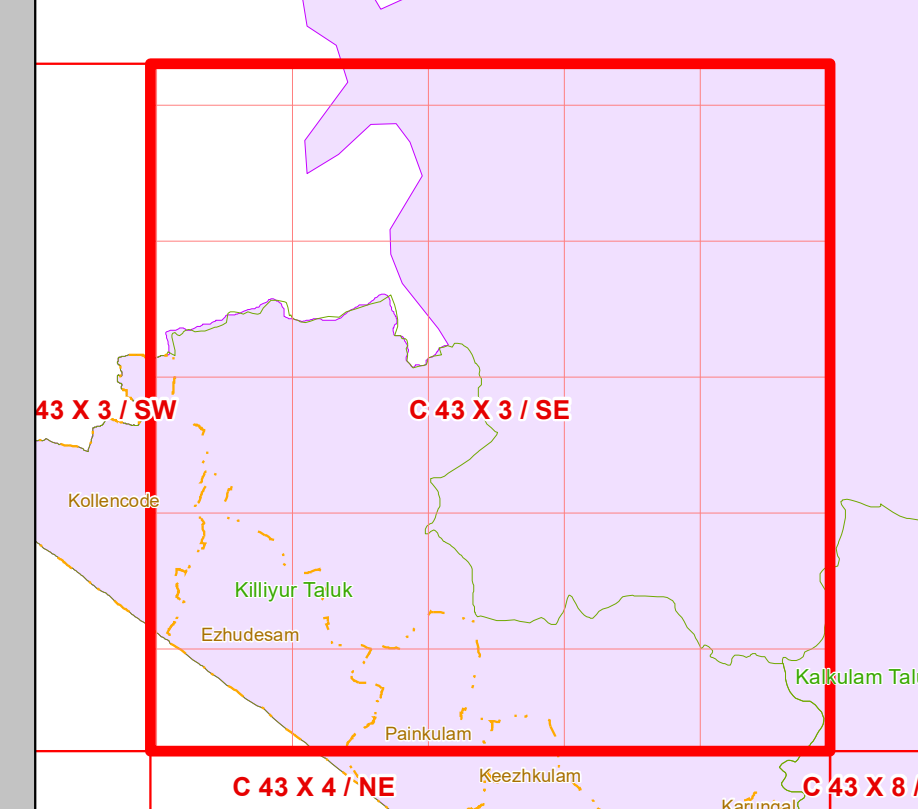 43 X 3 / SW
C 43 X 3 / SE
Kollencode
Killiyur Taluk
Ezhudesam
Kalkulam Talu
Painkulam
Keezhkulam
C 43 X 4 / NE
C 43 X 8 /
Karungal